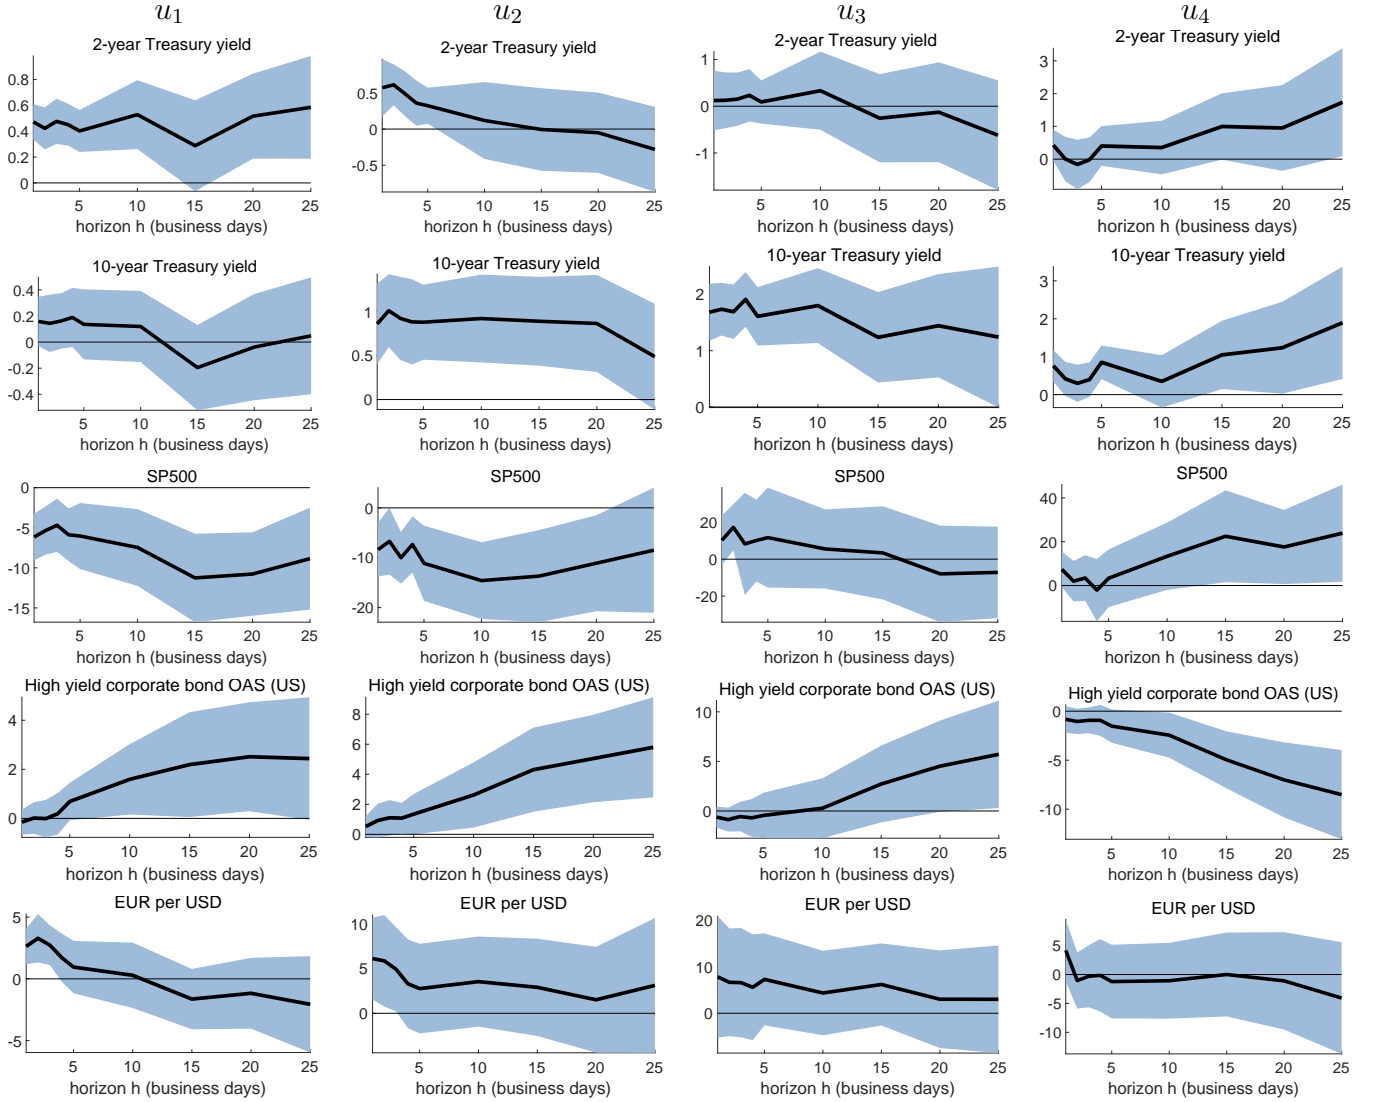 u1 u2 u3 u4
2-year Treasury yield 2-year Treasury yield 2-year Treasury yield 2-year Treasury yield
0.8 0.6 0.4 0.2 0
0.5 0 -0.5
1 0 -1
3 2 1 0
5 10 15 20 25 5 10 15 20 25 5 10 15 20 25 5 10 15 20 25
horizon h (business days) horizon h (business days) horizon h (business days) horizon h (business days)
10-year Treasury yield 10-year Treasury yield 10-year Treasury yield 10-year Treasury yield
0.4 0.2 0 -0.2 -0.4
1 0.5 0
2 1 0
3 2 1 0
5 10 15 20 25 5 10 15 20 25 5 10 15 20 25 5 10 15 20 25
horizon h (business days) horizon h (business days) horizon h (business days) horizon h (business days)
SP500 SP500 SP500 SP500
0 -5 -10 -15
0 -10 -20
20 0 -20
40 20 0
5 10 15 20 25 5 10 15 20 25 5 10 15 20 25 5 10 15 20 25
horizon h (business days) horizon h (business days) horizon h (business days) horizon h (business days)
High yield corporate bond OAS (US) High yield corporate bond OAS (US) High yield corporate bond OAS (US) High yield corporate bond OAS (US)
4 2 0
8 6 4 2 0
10 5 0
0 -5 -10
5 10 15 20 25 5 10 15 20 25 5 10 15 20 25 5 10 15 20 25
horizon h (business days) horizon h (business days) horizon h (business days) horizon h (business days)
EUR per USD EUR per USD EUR per USD EUR per USD
5 0 -5
10 5 0
20 10 0
5 0 -5 -10
5 10 15 20 25 5 10 15 20 25 5 10 15 20 25 5 10 15 20 25
horizon h (business days) horizon h (business days) horizon h (business days) horizon h (business days)